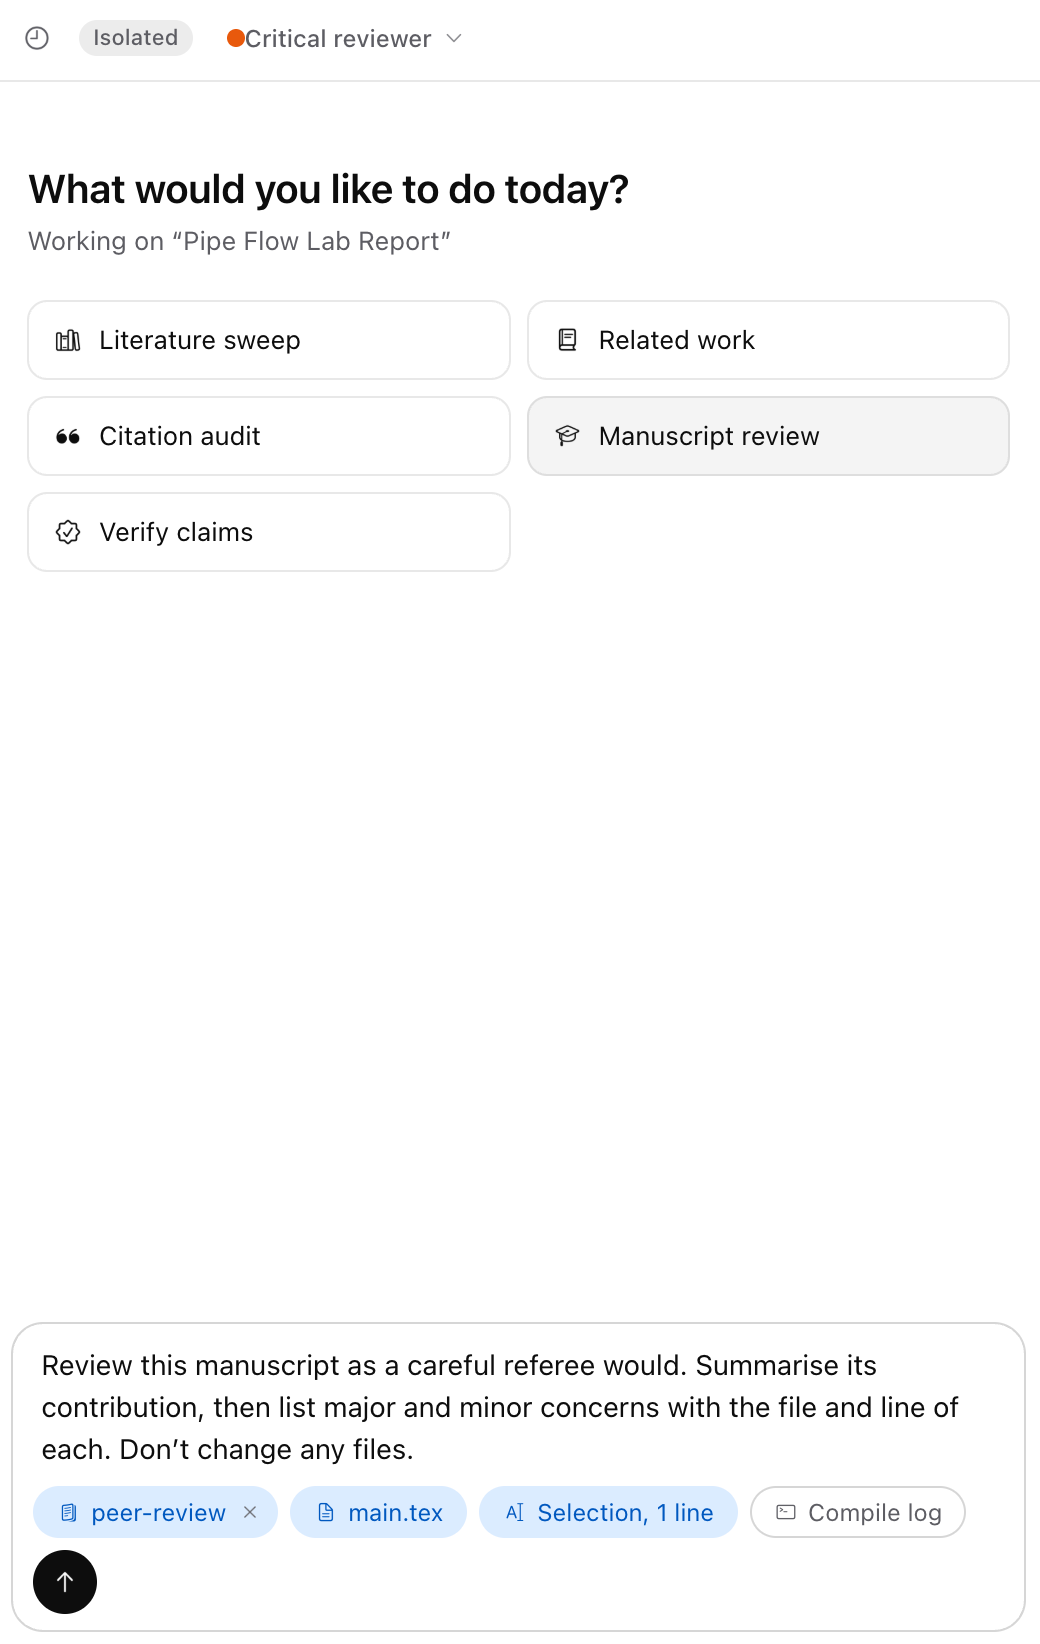 Isolated
Critical reviewer
What would you like to do today?
Working on “Pipe Flow Lab Report”
Literature sweep
Related work
Citation audit
Manuscript review
Verify claims
Review this manuscript as a careful referee would. Summarise its
contribution, then list major and minor concerns with the file and line of
each. Don’t change any files.
peer-review
main.tex
Selection, 1 line
Compile log